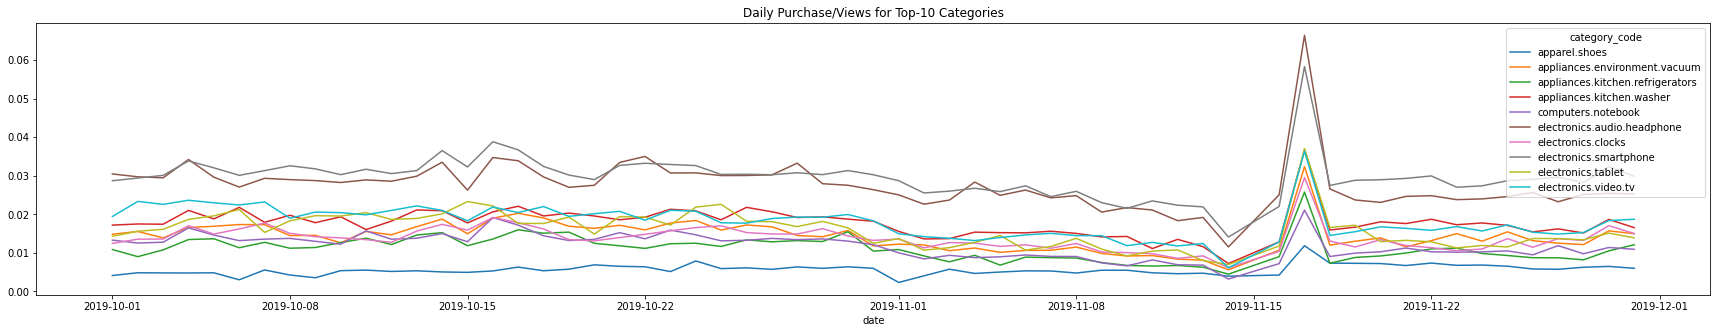 Daily Purchase/Views for Top-10 Categories
0.06
0.05
0.04
0.03
0.02
0.01
0.00
category_code
apparel.shoes
appliances.environment.vacuum
appliances.kitchen.refrigerators
appliances.kitchen.washer
computers.notebook
electronics.audio.headphone
electronics.clocks
electronics.smartphone
electronics.tablet
electronics.video.tv
2019-10-01 2019-10-08 2019-10-15 2019-10-22 2019-11-01 2019-11-08 2019-11-15 2019-11-22 2019-12-01
date